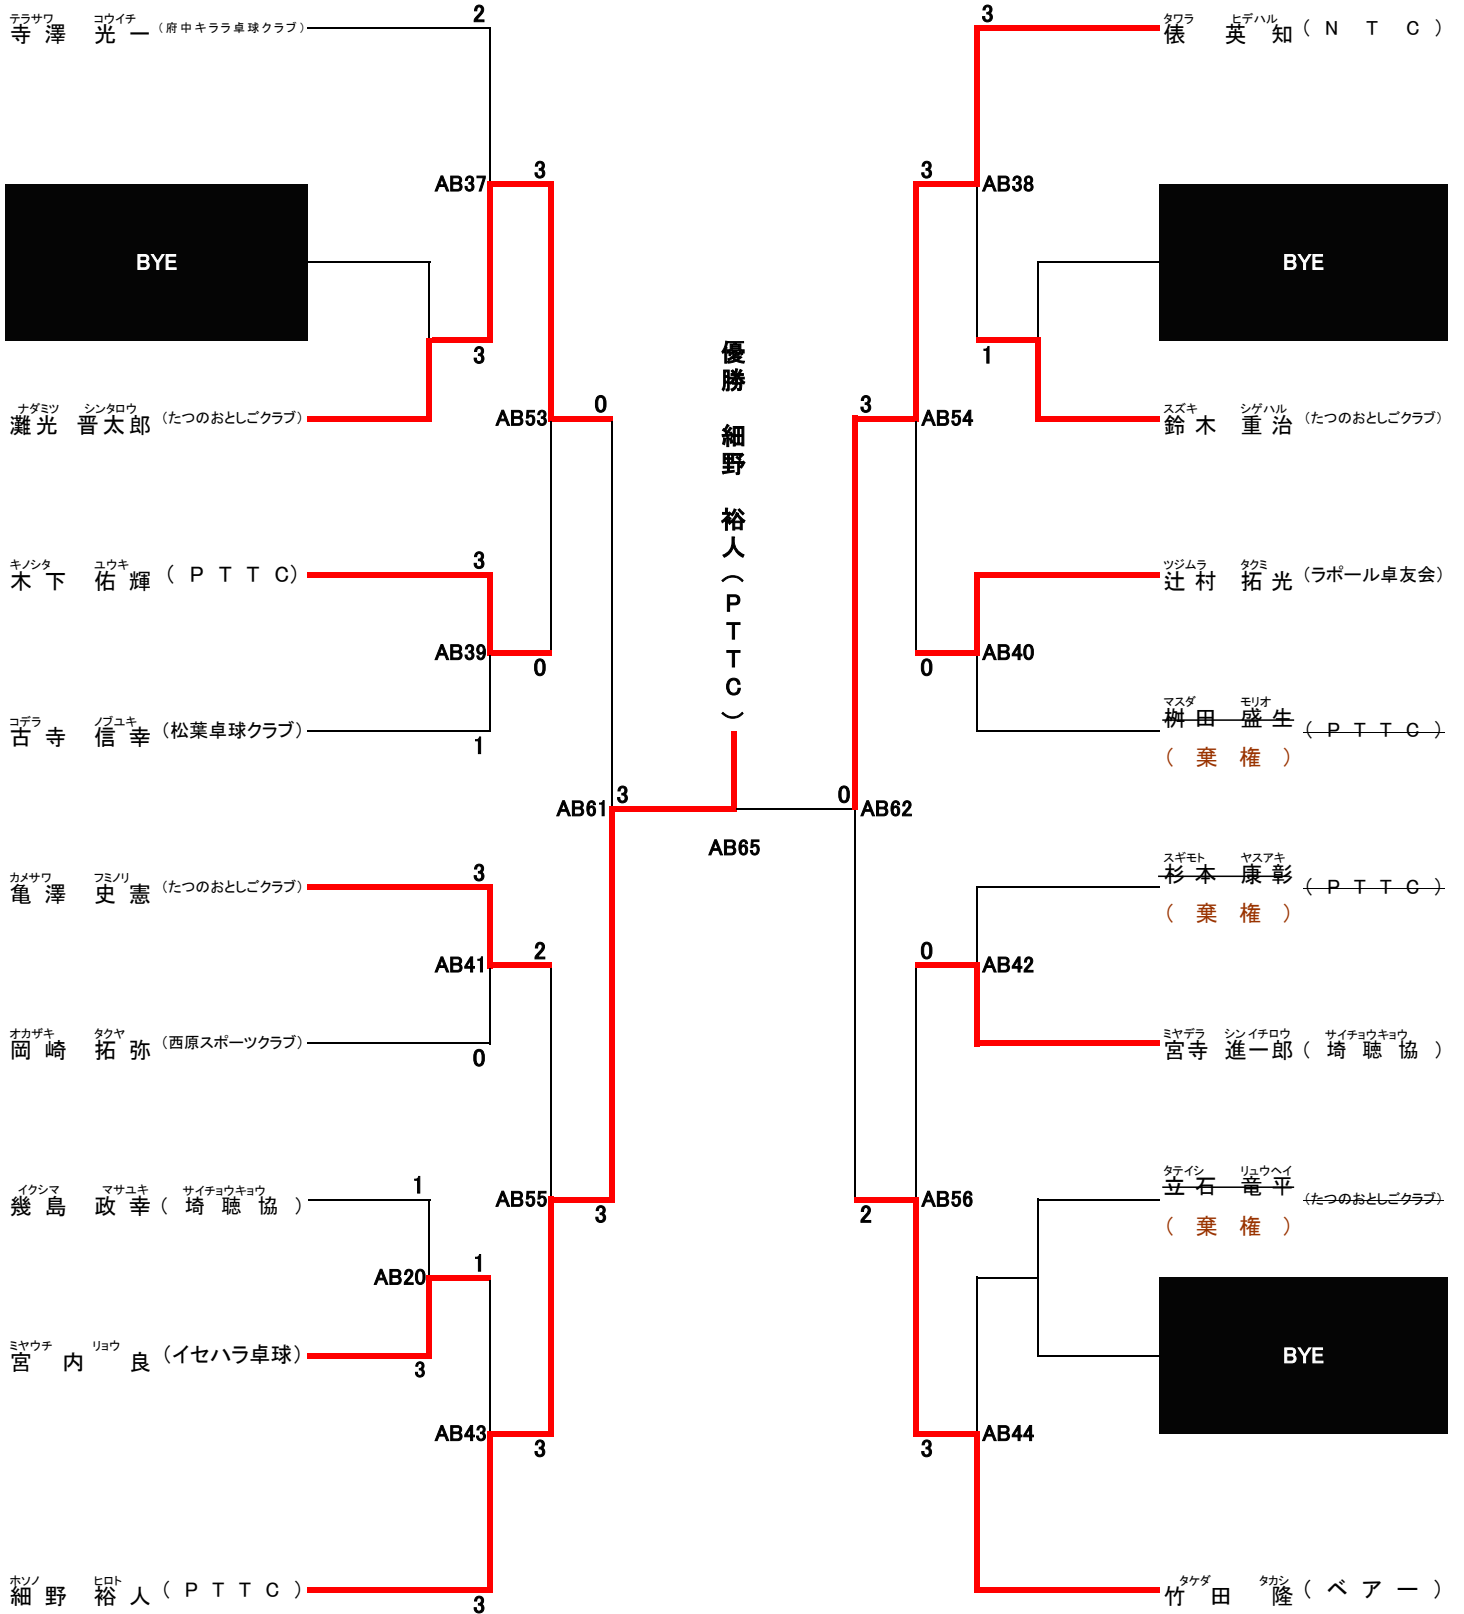 テラサワ コウイチ
寺澤 光一 (府中キララ卓球クラブ)
2
AB37
3
BYE
3
ナダミツ シンタロウ
灘光 晋太郎 (たつのおとしごクラブ)
AB53
0
キノシタ ユウキ
木下 佑輝 (PTTC)
3
AB39
0
コデラ ノブユキ
古寺 信幸 (松葉卓球クラブ)
1
AB61
3
カメサワ フミノリ
亀澤 史憲 (たつのおとしごクラブ)
3
AB41
2
オカザキ タクヤ
岡崎 拓弥 (西原スポーツクラブ)
0
イクシマ マサユキ サイチョウキョウ
幾島 政幸 (埼聴協)
1
AB55
3
AB20
1
ミヤウチ リョウ
宮内 良 (イセハラ卓球)
3
AB43
3
ホソノ ヒロト
細野 裕人 (PTTC)
3
優勝 細野 裕人(PTTC)
AB65
3
タワラ ヒデハル
俵 英知 (NTC)
3
AB38
BYE
1
スズキ シゲハル
鈴木 重治 (たつのおとしごクラブ)
3
AB54
ツジムラ タクミ
辻村 拓光 (ラポール卓友会)
0
AB40
マスダ モリオ
桝田 盛生 (PTTC)
(棄権)
0
AB62
スギモト ヤスアキ
杉本 康彰 (PTTC)
(棄権)
0
AB42
ミヤデラ シンイチロウ サイチョウキョウ
宮寺 進一郎 (埼聴協)
タテイシ リュウヘイ
立石 竜平 (たつのおとしごクラブ)
(棄権)
2
AB56
BYE
3
AB44
タケダ タカシ
竹田 隆 (ベアー)